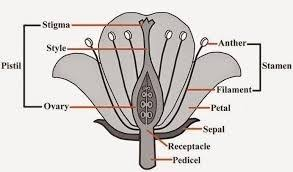 Stigma
Style
Pistil
Ovary
Anther
Stamen
Filament
Petal
Sepal
Receptacle
Pedicel